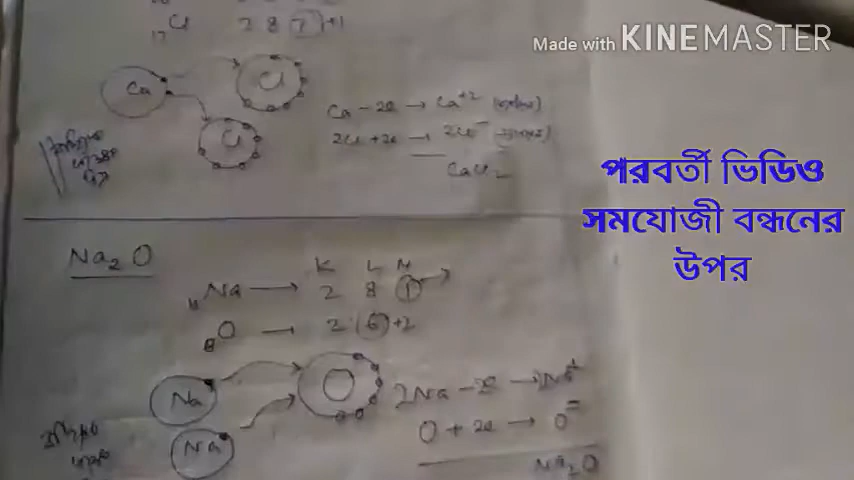 Made with KINEMASTER
₁₇Cl 2 8 7+1
Ca Cl
Ca - 2e → Ca⁺²
Cl
2Cl + 2e → 2Cl⁻
CaCl₂
পরবর্তী ভিডিও
সমযোজী বন্ধনের
উপর
Na₂O
K L M
₁₁Na → 2 8 1 →
₈O — 2 6+2
Na O
2Na - 2e → 2Na⁺
Na
O + 2e → O⁼
Na₂O